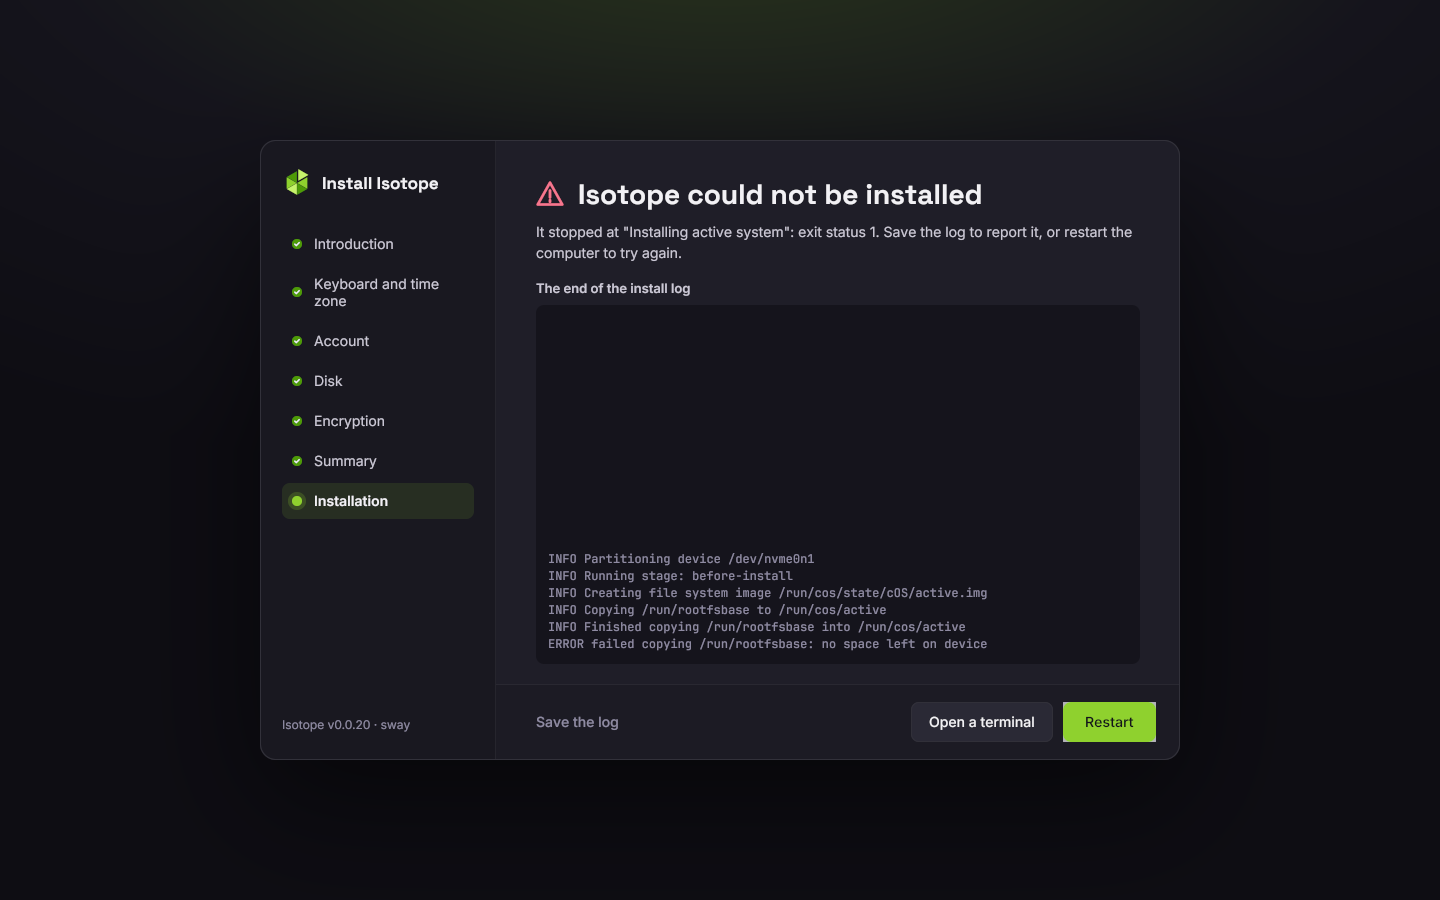 Install Isotope
Introduction
Keyboard and time
zone
Account
Disk
Encryption
Summary
Installation
Isotope v0.0.20 · sway
Isotope could not be installed
It stopped at "Installing active system": exit status 1. Save the log to report it, or restart the
computer to try again.
The end of the install log
INFO Partitioning device /dev/nvme0n1
INFO Running stage: before-install
INFO Creating file system image /run/cos/state/cOS/active.img
INFO Copying /run/rootfsbase to /run/cos/active
INFO Finished copying /run/rootfsbase into /run/cos/active
ERROR failed copying /run/rootfsbase: no space left on device
Save the log
Open a terminal
Restart